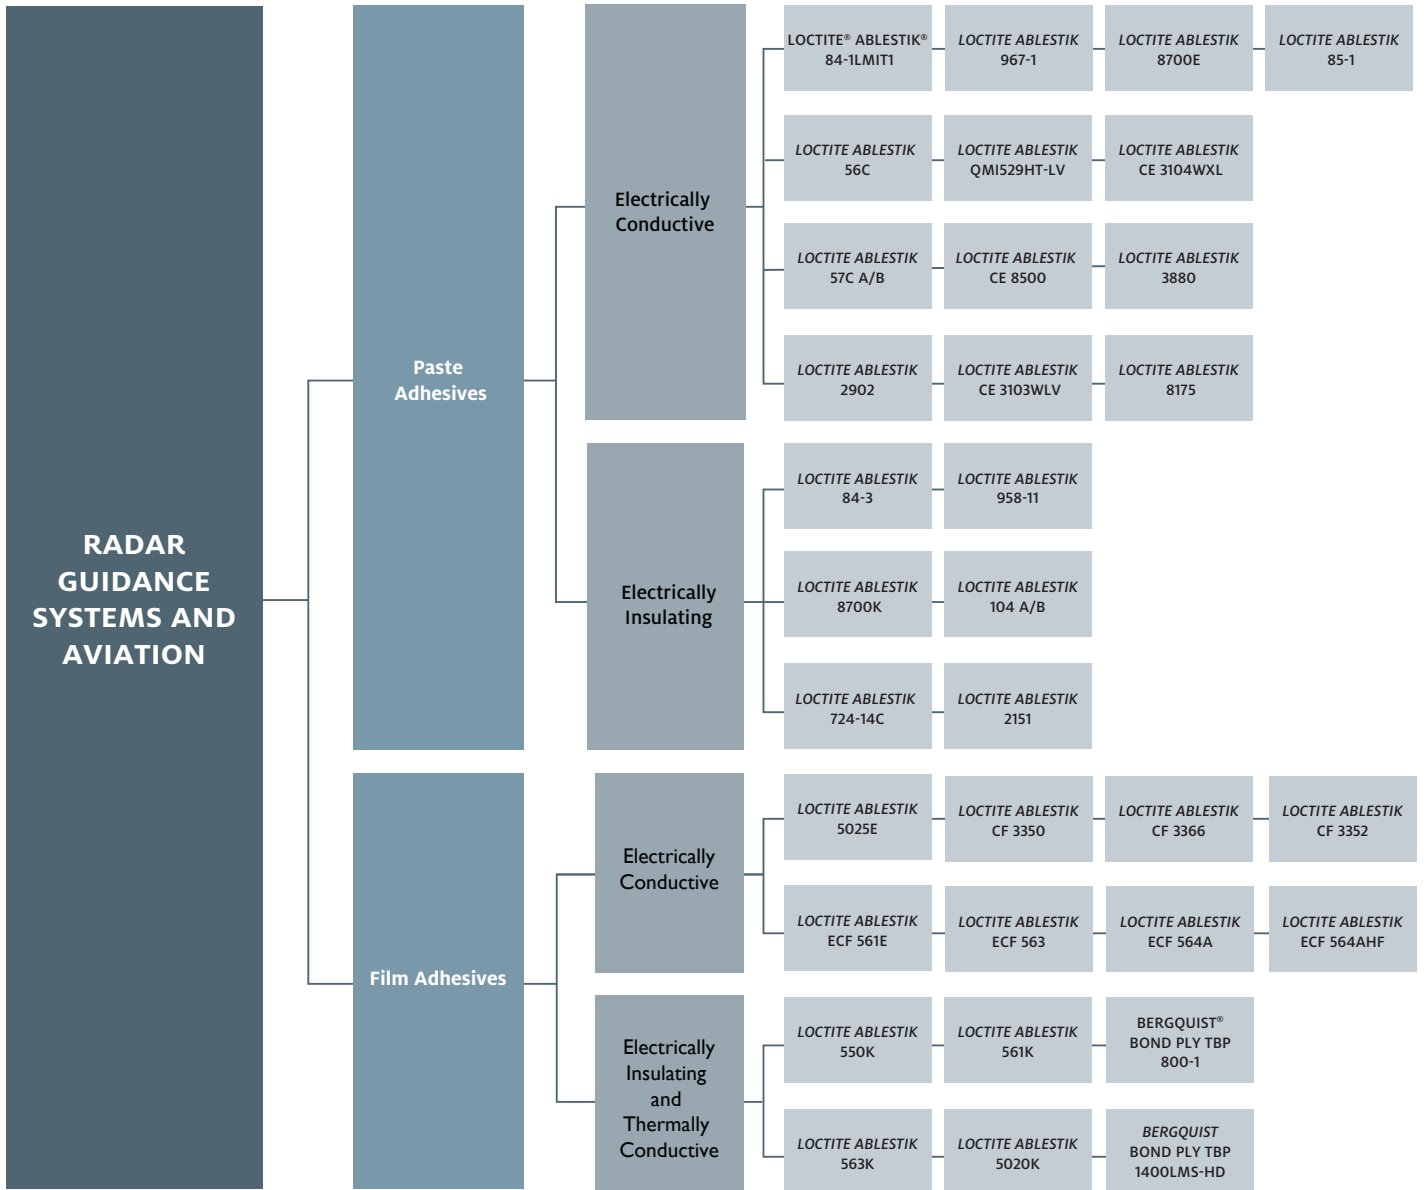 RADAR
GUIDANCE
SYSTEMS AND
AVIATION
Paste
Adhesives
Electrically
Conductive
LOCTITE® ABLESTIK®
84-1LMIT1
LOCTITE ABLESTIK
967-1
LOCTITE ABLESTIK
8700E
LOCTITE ABLESTIK
85-1
LOCTITE ABLESTIK
56C
LOCTITE ABLESTIK
QMI529HT-LV
LOCTITE ABLESTIK
CE 3104WXL
LOCTITE ABLESTIK
57C A/B
LOCTITE ABLESTIK
CE 8500
LOCTITE ABLESTIK
3880
LOCTITE ABLESTIK
2902
LOCTITE ABLESTIK
CE 3103WLV
LOCTITE ABLESTIK
8175
Electrically
Insulating
LOCTITE ABLESTIK
84-3
LOCTITE ABLESTIK
958-11
LOCTITE ABLESTIK
8700K
LOCTITE ABLESTIK
104 A/B
LOCTITE ABLESTIK
724-14C
LOCTITE ABLESTIK
2151
Film Adhesives
Electrically
Conductive
LOCTITE ABLESTIK
5025E
LOCTITE ABLESTIK
CF 3350
LOCTITE ABLESTIK
CF 3366
LOCTITE ABLESTIK
CF 3352
LOCTITE ABLESTIK
ECF 561E
LOCTITE ABLESTIK
ECF 563
LOCTITE ABLESTIK
ECF 564A
LOCTITE ABLESTIK
ECF 564AHF
Electrically
Insulating
and
Thermally
Conductive
LOCTITE ABLESTIK
550K
LOCTITE ABLESTIK
561K
BERGQUIST®
BOND PLY TBP
800-1
LOCTITE ABLESTIK
563K
LOCTITE ABLESTIK
5020K
BERGQUIST
BOND PLY TBP
1400LMS-HD